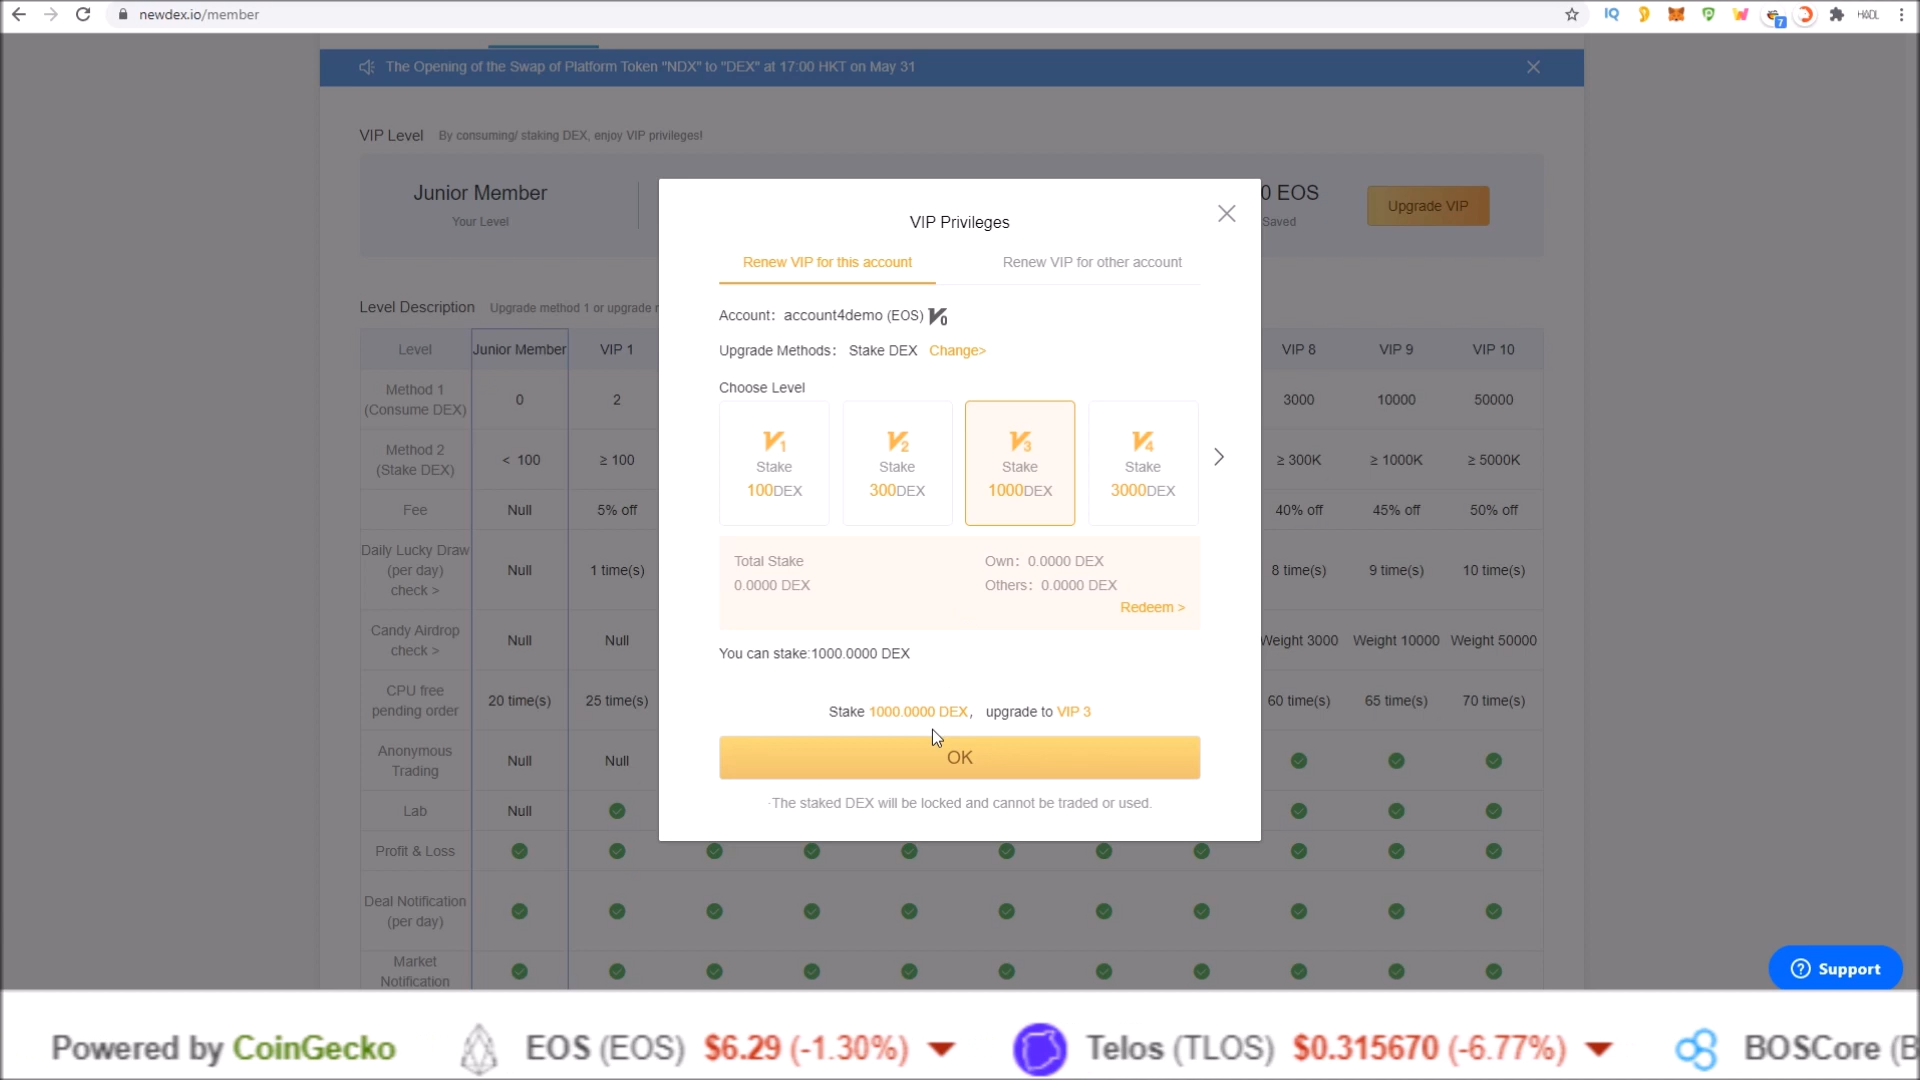 newdex.io/member
IQ
7
HADL
The Opening of the Swap of Platform Token "NDX" to "DEX" at 17:00 HKT on May 31
VIP Level By consuming/ staking DEX, enjoy VIP privileges!
Junior Member
Your Level
0 EOS
Saved
Upgrade VIP
VIP Privileges
Renew VIP for this account
Renew VIP for other account
Account: account4demo (EOS) V0
Upgrade Methods: Stake DEX Change>
Choose Level
V1
Stake
100DEX
V2
Stake
300DEX
V3
Stake
1000DEX
V4
Stake
3000DEX
Total Stake
0.0000 DEX
Own: 0.0000 DEX
Others: 0.0000 DEX
Redeem >
You can stake:1000.0000 DEX
Stake 1000.0000 DEX, upgrade to VIP 3
OK
·The staked DEX will be locked and cannot be traded or used.
Level Description Upgrade method 1 or upgrade
Level Junior Member VIP 1 VIP 8 VIP 9 VIP 10
Method 1
(Consume DEX) 0 2 3000 10000 50000
Method 2
(Stake DEX) < 100 ≥ 100 ≥ 300K ≥ 1000K ≥ 5000K
Fee Null 5% off 40% off 45% off 50% off
Daily Lucky Draw
(per day)
check > Null 1 time(s) 8 time(s) 9 time(s) 10 time(s)
Candy Airdrop
check > Null Null Weight 3000 Weight 10000 Weight 50000
CPU free
pending order 20 time(s) 25 time(s) 60 time(s) 65 time(s) 70 time(s)
Anonymous
Trading Null Null
Lab Null
Profit & Loss
Deal Notification
(per day)
Market
Notification
Support
Powered by CoinGecko EOS (EOS) $6.29 (-1.30%) Telos (TLOS) $0.315670 (-6.77%) BOSCore (B